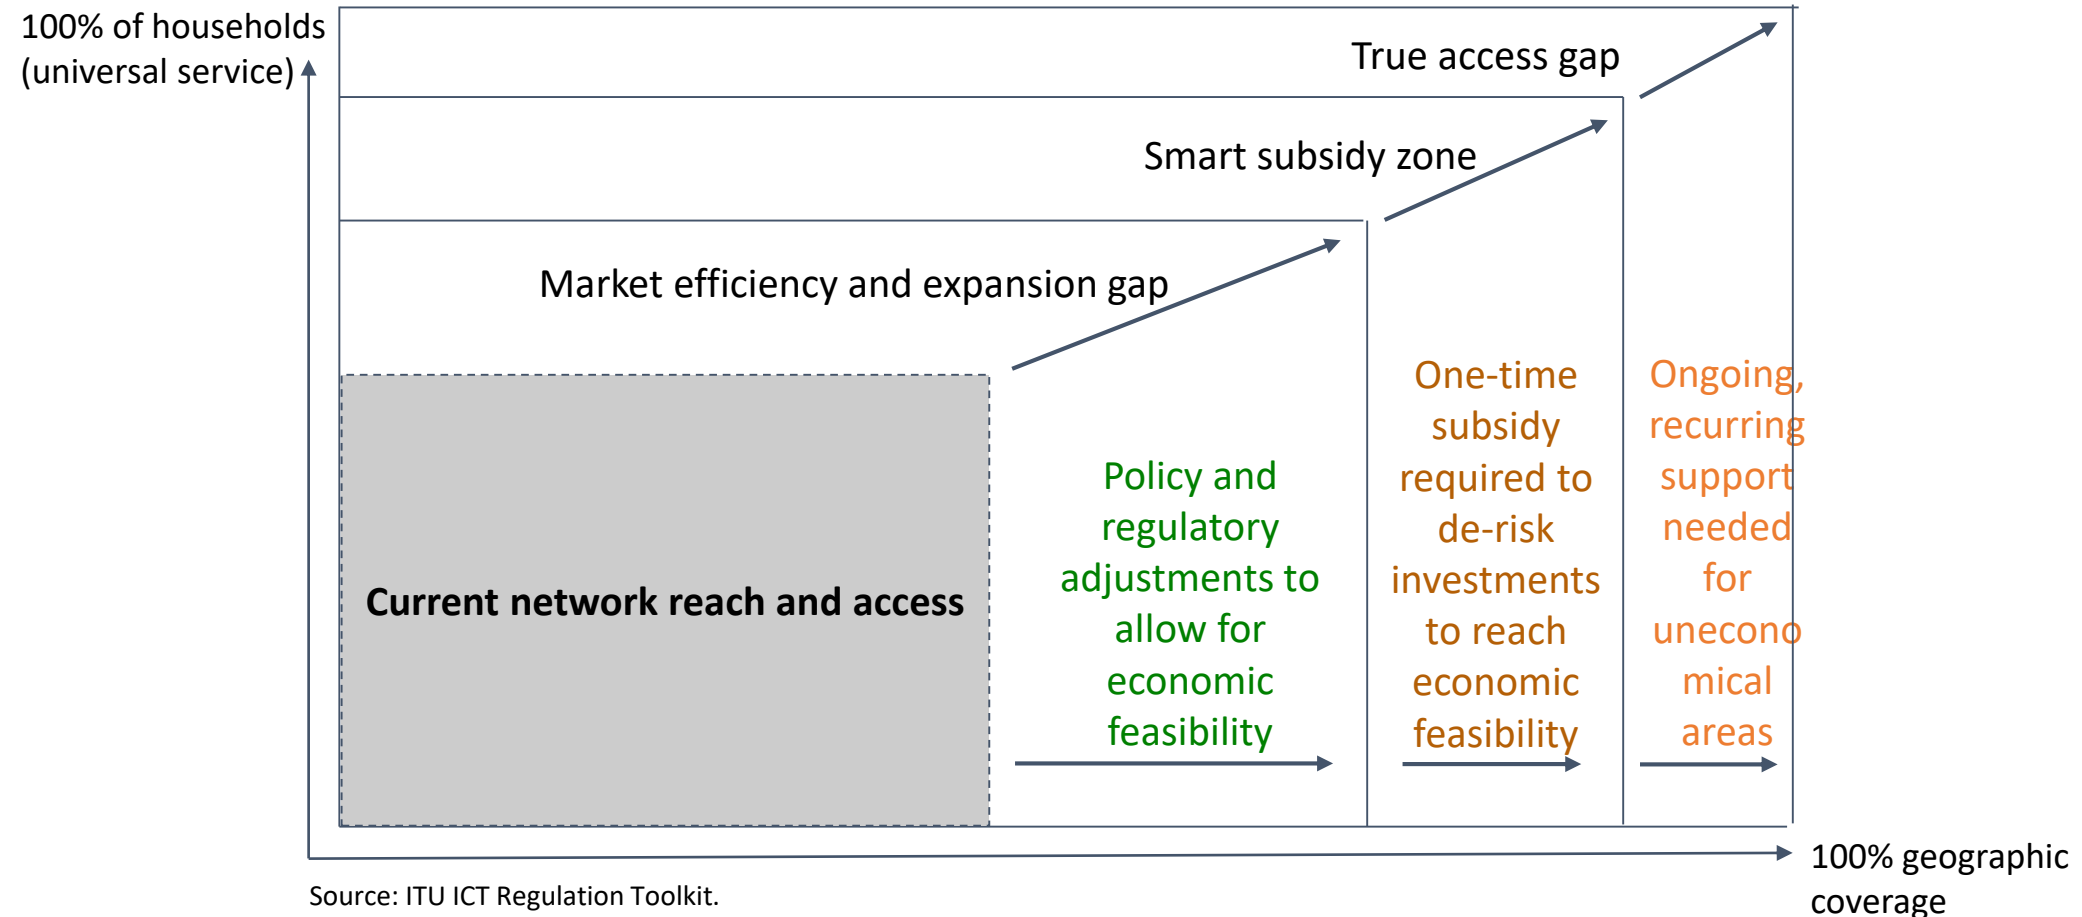 100% of households
(universal service)
True access gap
Smart subsidy zone
Market efficiency and expansion gap
Current network reach and access
Policy and
regulatory
adjustments to
allow for
economic
feasibility
One-time
subsidy
required to
de-risk
investments
to reach
economic
feasibility
Ongoing,
recurring
support
needed
for
unecono
mical
areas
100% geographic
coverage
Source: ITU ICT Regulation Toolkit.